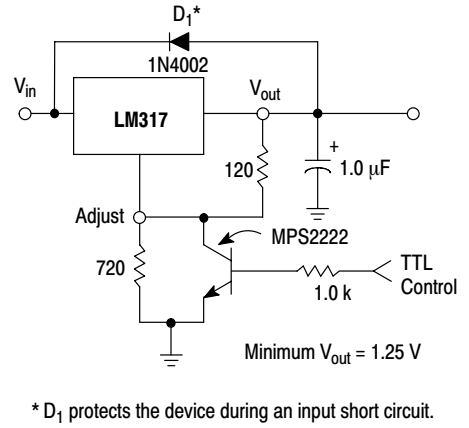 D1*
1N4002
Vin
Vout
LM317
+
120
1.0 μF
Adjust
MPS2222
720
TTL
Control
1.0 k
Minimum Vout = 1.25 V
* D1 protects the device during an input short circuit.